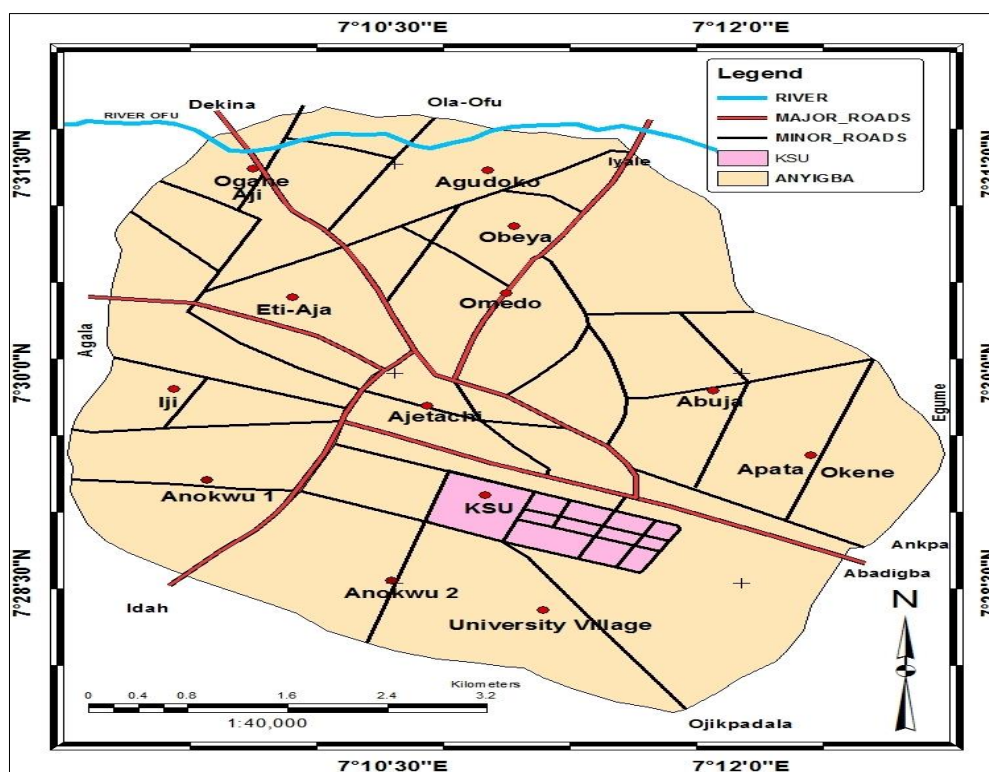 7°10'30"E
7°12'0"E
Dekina
Ola-Ofu
RIVER OFU
Legend
RIVER
MAJOR_ROADS
MINOR_ROADS
KSU
ANYIGBA
7°31'30"N
Iyale
Ogane
Aji
Agudoko
Obeya
Eti-Aja
Omedo
Agala
7°30'0"N
Iji
Ajetachi
Abuja
Egume
Anokwu 1
KSU
Apata
Okene
Ankpa
Abadigba
7°28'30"N
Idah
Anokwu 2
University Village
N
Kilometers
0 0.4 0.8 1.6 2.4 3.2
1:40,000
Ojikpadala
7°10'30"E
7°12'0"E